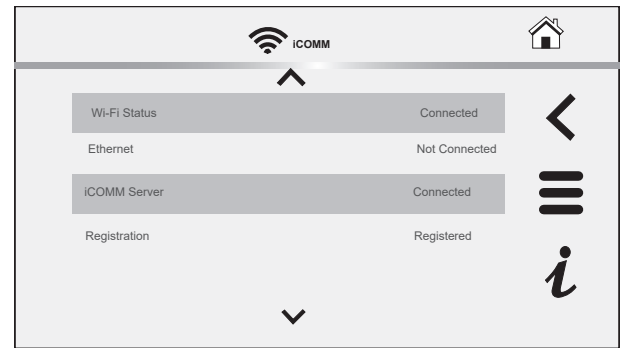 iCOMM
Wi-Fi Status Connected
Ethernet Not Connected
iCOMM Server Connected
Registration Registered